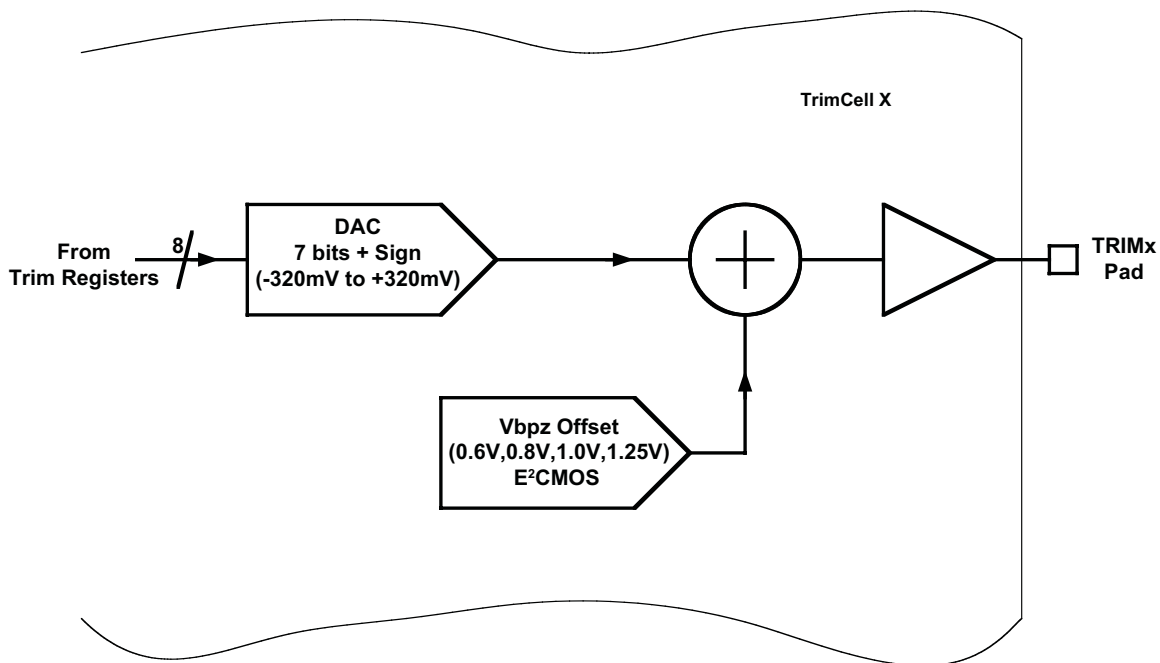 TrimCell X
From
Trim Registers
8
DAC
7 bits + Sign
(-320mV to +320mV)
TRIMx
Pad
Vbpz Offset
(0.6V,0.8V,1.0V,1.25V)
E²CMOS